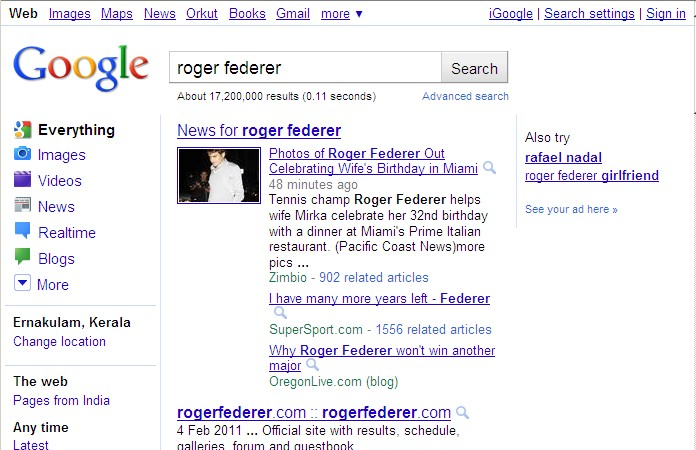 Web Images Maps News Orkut Books Gmail more ▼
iGoogle | Search settings | Sign in
Google
roger federer
Search
About 17,200,000 results (0.11 seconds)
Advanced search
Everything
Images
Videos
News
Realtime
Blogs
More
Ernakulam, Kerala
Change location
The web
Pages from India
Any time
Latest
News for roger federer
Photos of Roger Federer Out
Celebrating Wife's Birthday in Miami
48 minutes ago
Tennis champ Roger Federer helps
wife Mirka celebrate her 32nd birthday
with a dinner at Miami's Prime Italian
restaurant. (Pacific Coast News)more
pics ...
Zimbio - 902 related articles
I have many more years left - Federer
SuperSport.com - 1556 related articles
Why Roger Federer won't win another
major
OregonLive.com (blog)
rogerfederer.com :: rogerfederer.com
4 Feb 2011 ... Official site with results, schedule,
galleries, forum and guestbook.
Also try
rafael nadal
roger federer girlfriend
See your ad here »